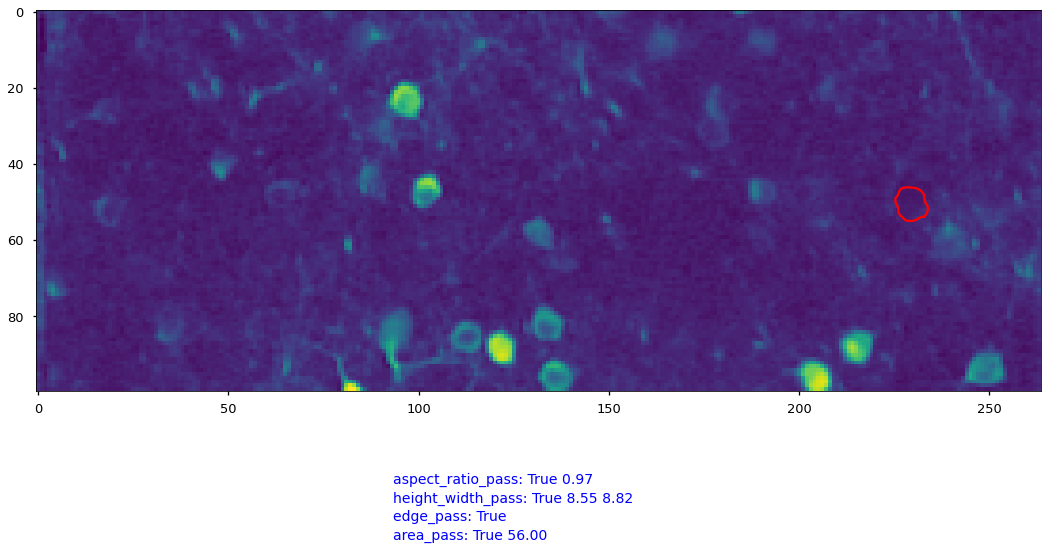 0
20
40
60
80
0 50 100 150 200 250
aspect_ratio_pass: True 0.97
height_width_pass: True 8.55 8.82
edge_pass: True
area_pass: True 56.00